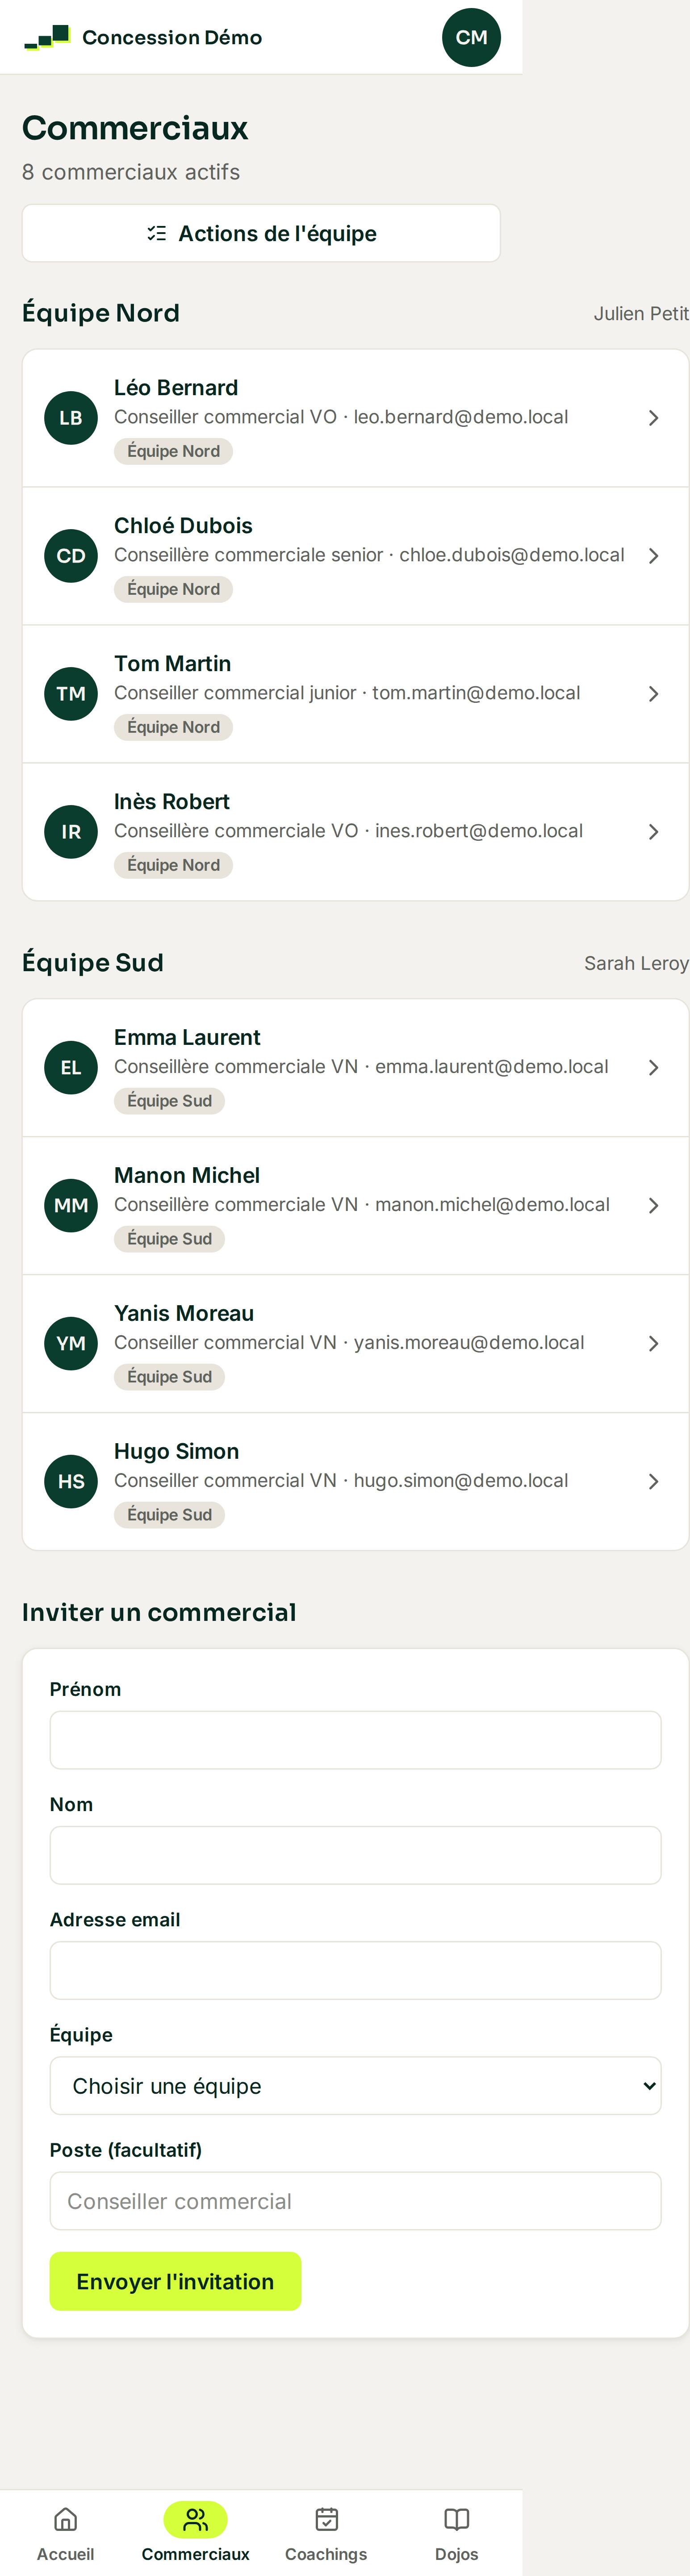 Concession Démo
CM
Commerciaux
8 commerciaux actifs
Actions de l'équipe
Équipe Nord
Julien Petit
LB
Léo Bernard
Conseiller commercial VO · leo.bernard@demo.local
Équipe Nord
CD
Chloé Dubois
Conseillère commerciale senior · chloe.dubois@demo.local
Équipe Nord
TM
Tom Martin
Conseiller commercial junior · tom.martin@demo.local
Équipe Nord
IR
Inès Robert
Conseillère commerciale VO · ines.robert@demo.local
Équipe Nord
Équipe Sud
Sarah Leroy
EL
Emma Laurent
Conseillère commerciale VN · emma.laurent@demo.local
Équipe Sud
MM
Manon Michel
Conseillère commerciale VN · manon.michel@demo.local
Équipe Sud
YM
Yanis Moreau
Conseiller commercial VN · yanis.moreau@demo.local
Équipe Sud
HS
Hugo Simon
Conseiller commercial VN · hugo.simon@demo.local
Équipe Sud
Inviter un commercial
Prénom
Nom
Adresse email
Équipe
Choisir une équipe
Poste (facultatif)
Conseiller commercial
Envoyer l'invitation
Accueil
Commerciaux
Coachings
Dojos